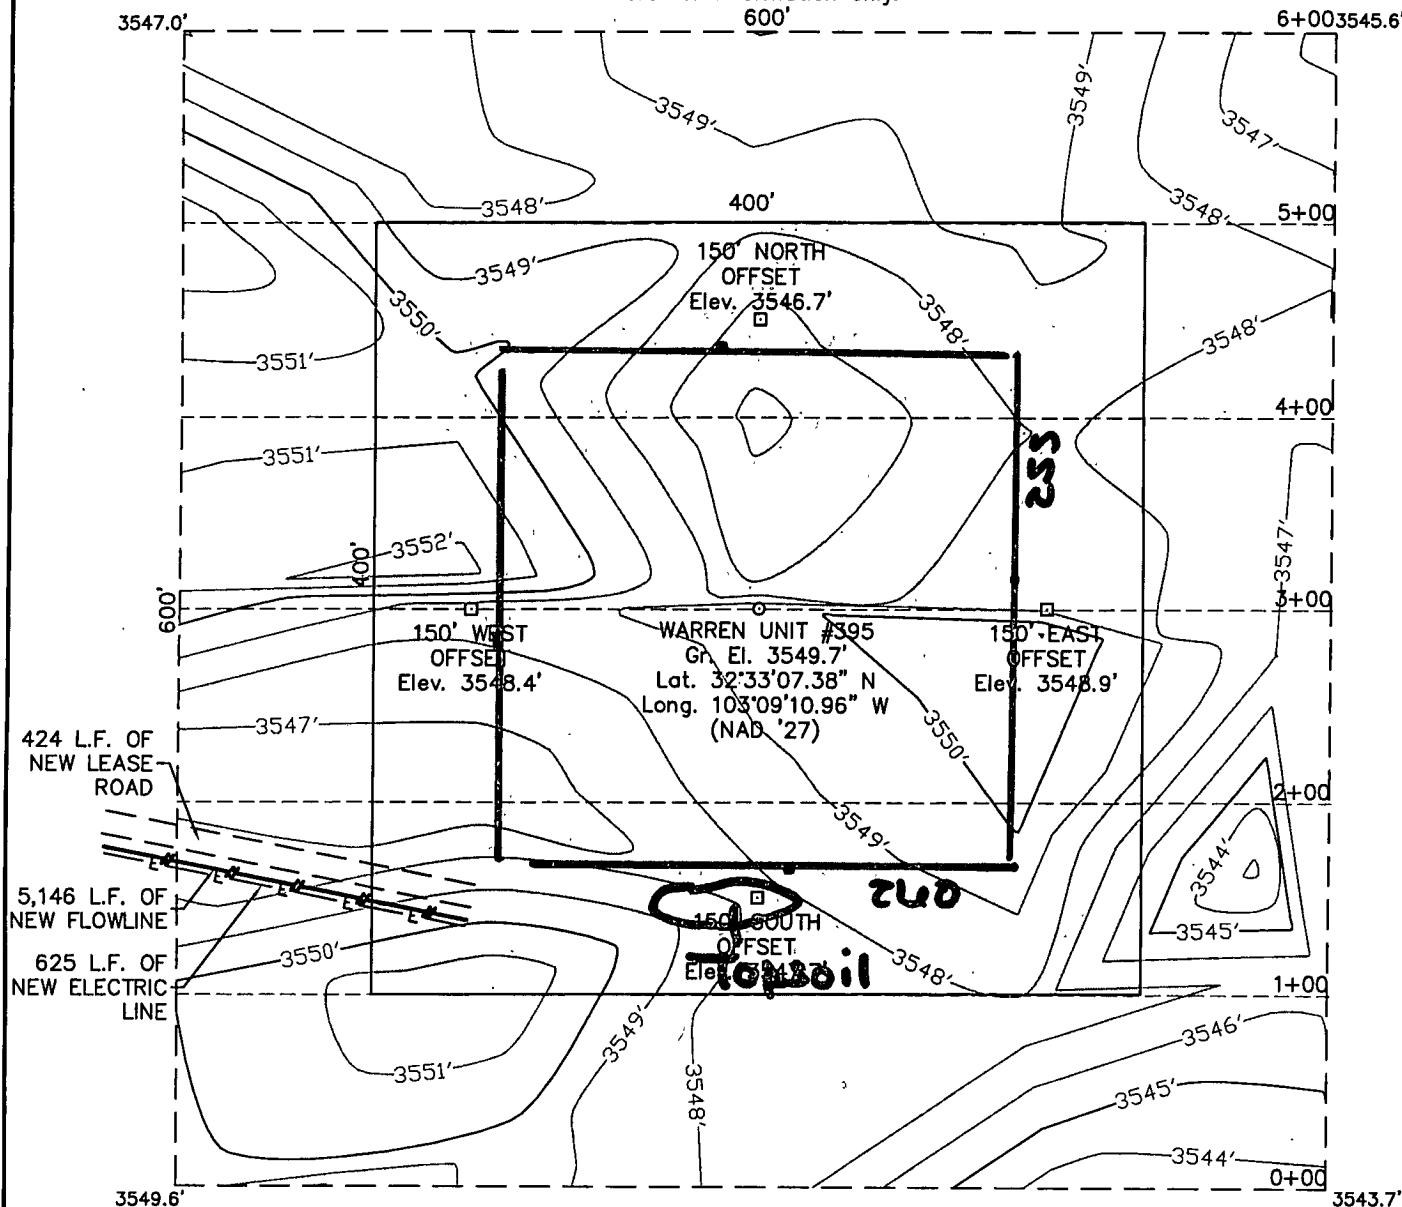 3547.0'
600'
6+00
3545.6'
3549'
3549'
3547'
3548'
400'
3548'
5+00
3549'
150' NORTH
OFFSET
Elev. 3546.7'
3550'
3548'
3548'
3551'
4+00
3551'
255
3552'
400'
3547'
600'
3+00
150' WEST
OFFSET
Elev. 3548.4'
WARREN UNIT #395
Gr. El. 3549.7'
Lat. 32°33'07.38" N
Long. 103°09'10.96" W
(NAD '27)
150' EAST
OFFSET
Elev. 3548.9'
3547'
3550'
424 L.F. OF
NEW LEASE
ROAD
2+00
3549'
3544'
5,146 L.F. OF
NEW FLOWLINE
E
E
E
E
E
260
150' SOUTH
OFFSET
Elev.
topsoil
3545'
3550'
3548'
625 L.F. OF
NEW ELECTRIC
LINE
1+00
3549'
3546'
3551'
3548'
3545'
3544'
0+00
3549.6'
3543.7'